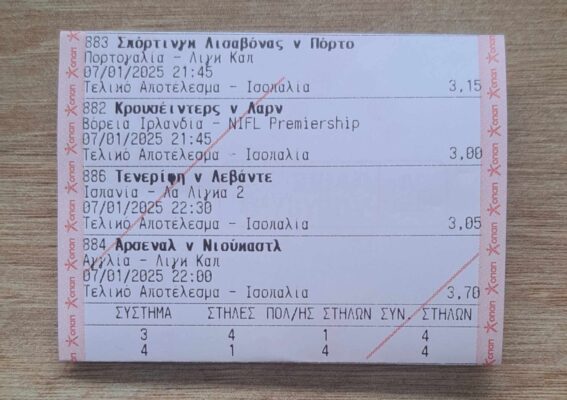 883 Σπόρτινγκ Λισαβόνας ν Πόρτο
Πορτογαλία - Λιγκ Καπ
07/01/2025 21:45
Τελικό Αποτέλεσμα - Ισοπαλία 3,15
882 Κρουσέιντερς ν Λαρν
Βόρεια Ιρλανδία - NIFL Premiership
07/01/2025 21:45
Τελικό Αποτέλεσμα - Ισοπαλία 3,00
886 Τενερίφη ν Λεβάντε
Ισπανία - Λα Λίγκα 2
07/01/2025 22:30
Τελικό Αποτέλεσμα - Ισοπαλία 3,05
884 Άρσεναλ ν Νιούκαστλ
Αγγλία - Λιγκ Καπ
07/01/2025 22:00
Τελικό Αποτέλεσμα - Ισοπαλία 3,70
ΣΥΣΤΗΜΑ ΣΤΗΛΕΣ ΠΟΛ/ΗΣ ΣΤΗΛΩΝ ΣΥΝ. ΣΤΗΛΩΝ
3 4 1 4
4 1 4 4